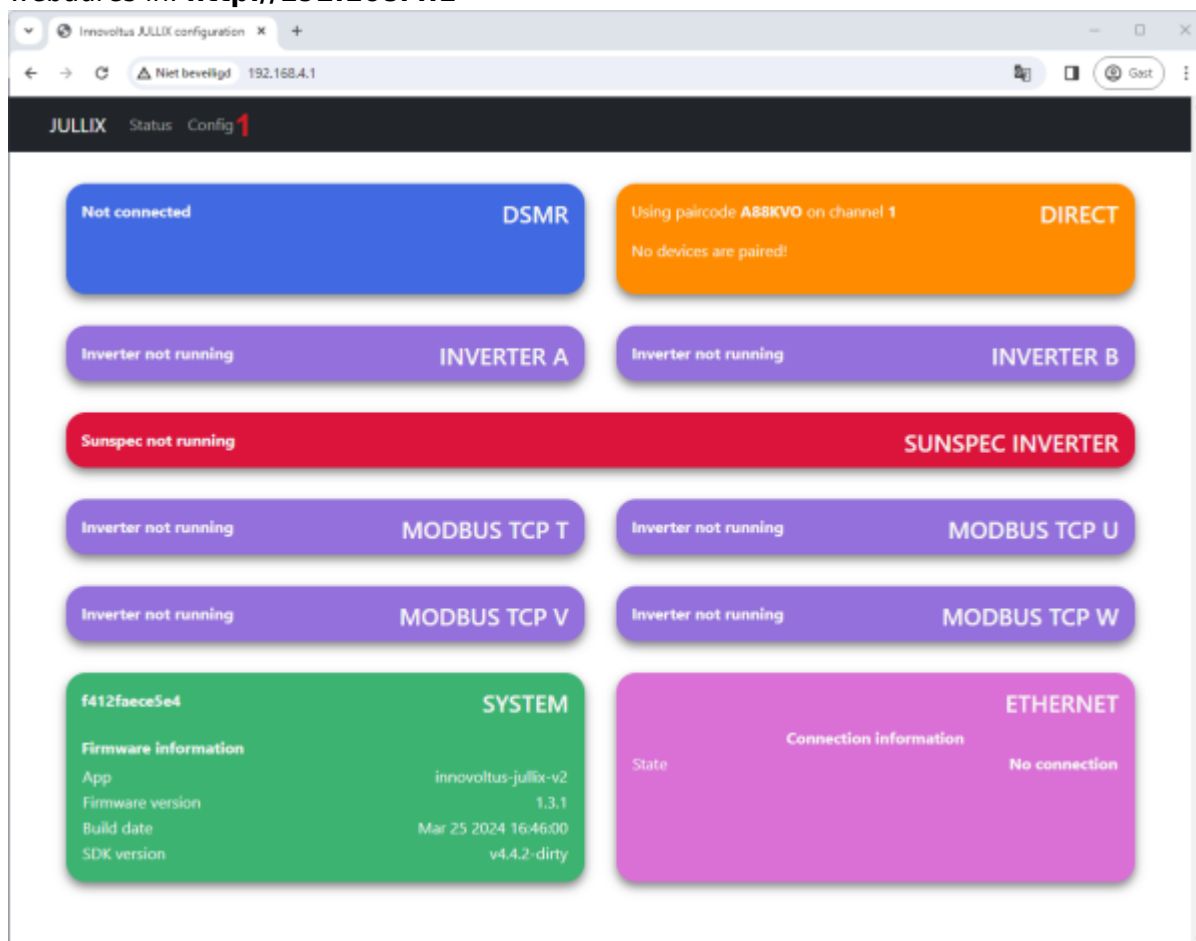 Innovoltus JULLIX configuration
Niet beveiligd 192.168.4.1
Gast
JULLIX Status Config 1
Not connected DSMR
Using paircode A88KVO on channel 1 DIRECT
No devices are paired!
Inverter not running INVERTER A
Inverter not running INVERTER B
Sunspec not running SUNSPEC INVERTER
Inverter not running MODBUS TCP T
Inverter not running MODBUS TCP U
Inverter not running MODBUS TCP V
Inverter not running MODBUS TCP W
f412faece5e4 SYSTEM
Firmware information
App innovoltus-jullix-v2
Firmware version 1.3.1
Build date Mar 25 2024 16:46:00
SDK version v4.4.2-dirty
ETHERNET
Connection information
State No connection